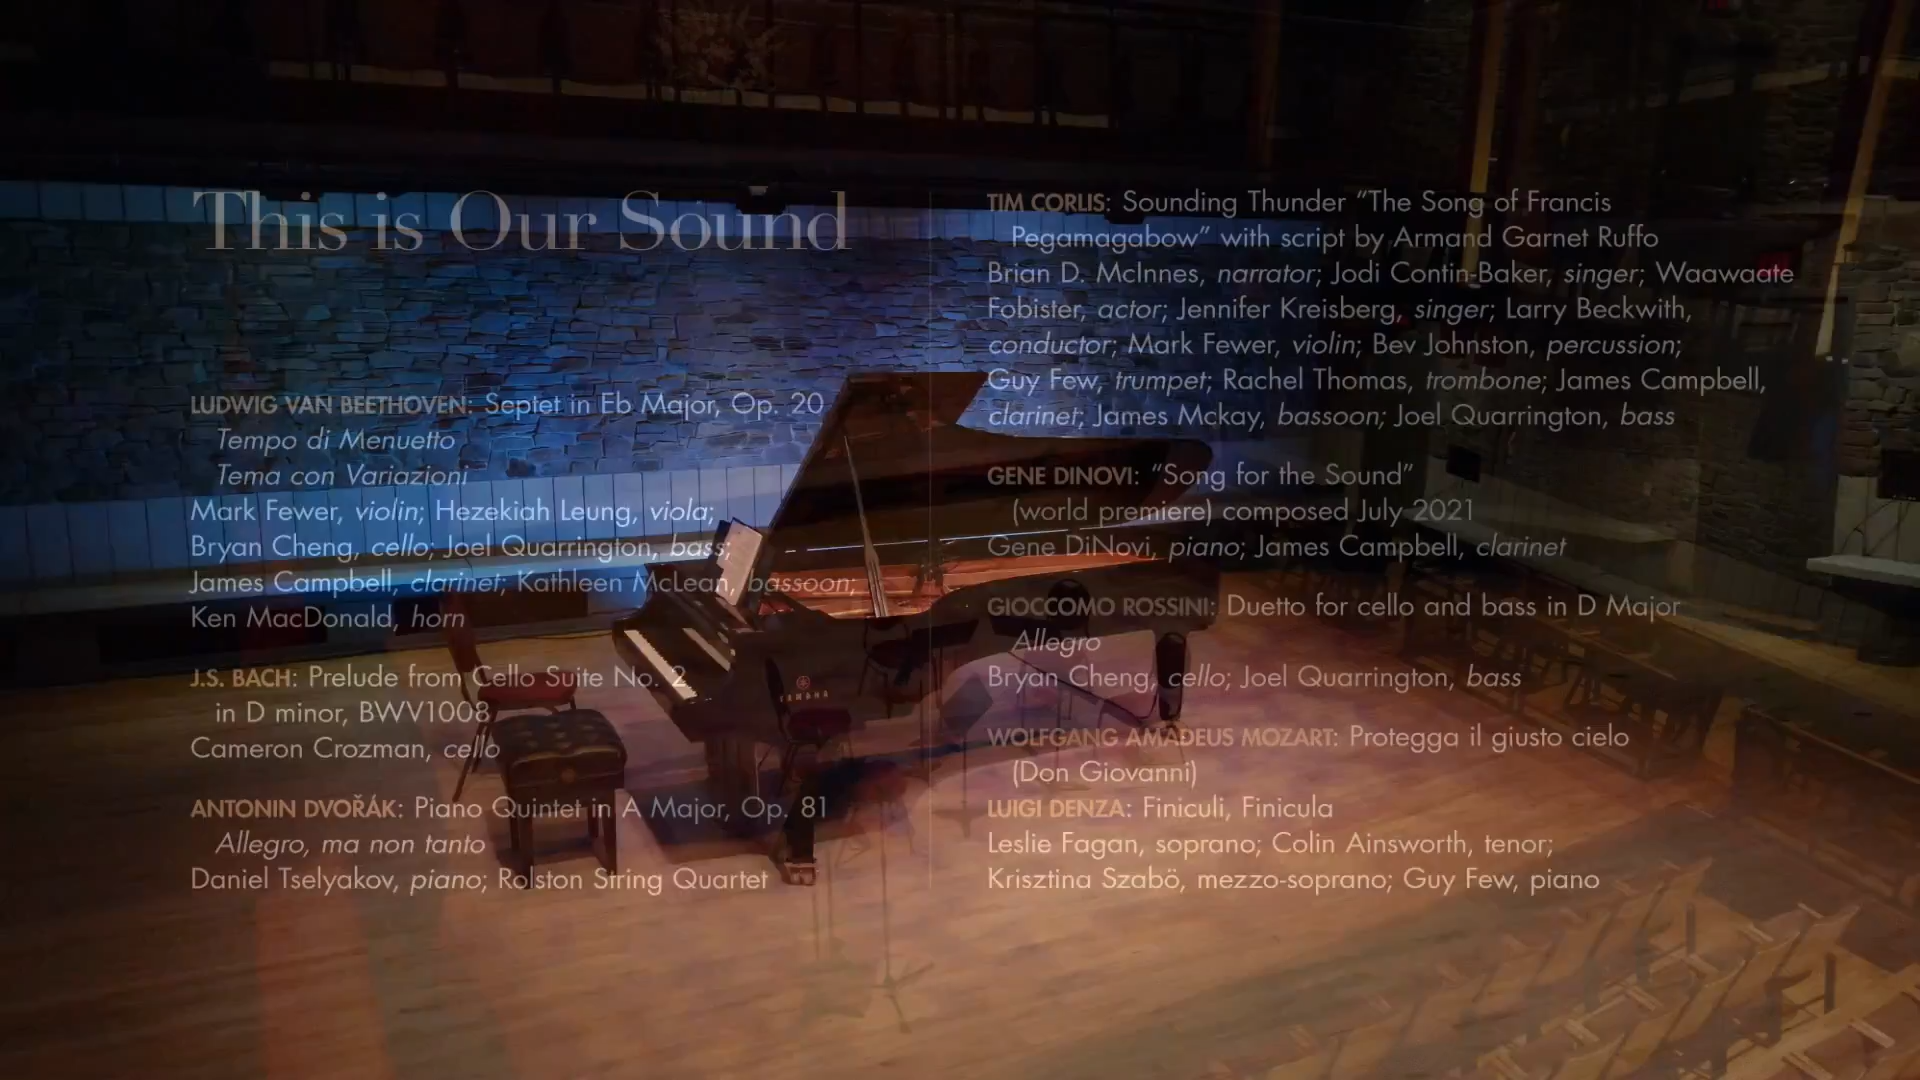 This is Our Sound
LUDWIG VAN BEETHOVEN: Septet in Eb Major, Op. 20
Tempo di Menuetto
Tema con Variazioni
Mark Fewer, violin; Hezekiah Leung, viola;
Bryan Cheng, cello; Joel Quarrington, bass;
James Campbell, clarinet; Kathleen McLean, bassoon;
Ken MacDonald, horn
J.S. BACH: Prelude from Cello Suite No. 2
in D minor, BWV1008
Cameron Crozman, cello
ANTONIN DVOŘÁK: Piano Quintet in A Major, Op. 81
Allegro, ma non tanto
Daniel Tselyakov, piano; Rolston String Quartet
TIM CORLIS: Sounding Thunder “The Song of Francis
Pegamagabow” with script by Armand Garnet Ruffo
Brian D. McInnes, narrator; Jodi Contin-Baker, singer; Waawaate
Fobister, actor; Jennifer Kreisberg, singer; Larry Beckwith,
conductor; Mark Fewer, violin; Bev Johnston, percussion;
Guy Few, trumpet; Rachel Thomas, trombone; James Campbell,
clarinet; James Mckay, bassoon; Joel Quarrington, bass
GENE DINOVI: “Song for the Sound”
(world premiere) composed July 2021
Gene DiNovi, piano; James Campbell, clarinet
GIOCCOMO ROSSINI: Duetto for cello and bass in D Major
Allegro
Bryan Cheng, cello; Joel Quarrington, bass
WOLFGANG AMADEUS MOZART: Protegga il giusto cielo
(Don Giovanni)
LUIGI DENZA: Finiculi, Finicula
Leslie Fagan, soprano; Colin Ainsworth, tenor;
Krisztina Szabö, mezzo-soprano; Guy Few, piano
YAMAHA